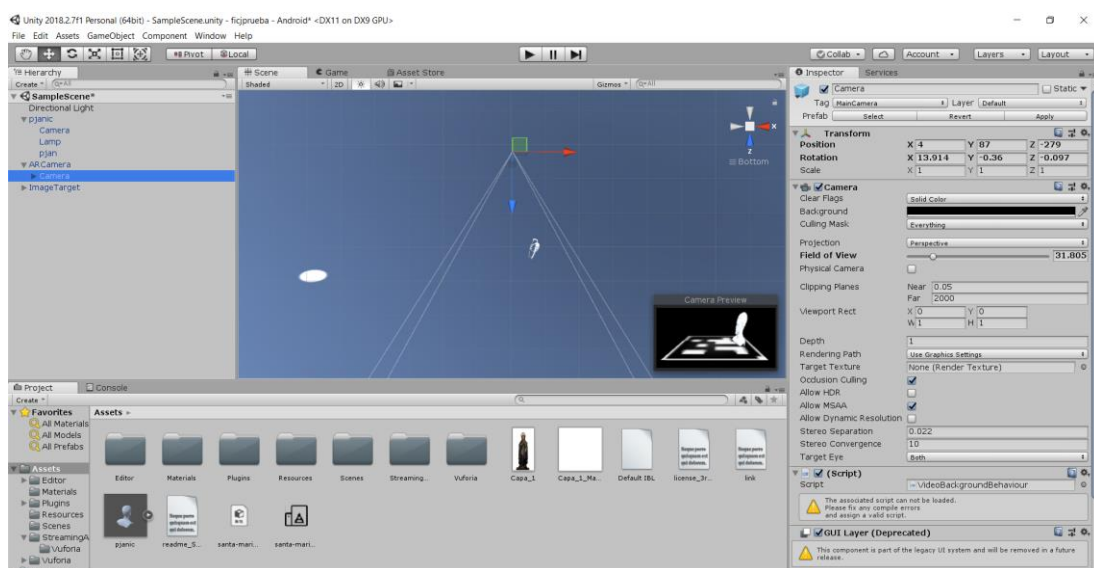 Unity 2018.2.7f1 Personal (64bit) - SampleScene.unity - ficjprueba - Android* <DX11 on DX9 GPU>
File Edit Assets GameObject Component Window Help
Pivot Local Collab Account Layers Layout
Hierarchy
Create All
SampleScene*
Directional Light
pjanic
Camera
Lamp
pjan
ARCamera
Camera
ImageTarget
Scene Game Asset Store
Shaded 2D Gizmos All
x
z
Bottom
Camera Preview
Inspector Services
Camera Static
Tag MainCamera Layer Default
Prefab Select Revert Apply
Transform
Position X 4 Y 87 Z -279
Rotation X 13.914 Y -0.36 Z -0.097
Scale X 1 Y 1 Z 1
Camera
Clear Flags Solid Color
Background
Culling Mask Everything
Projection Perspective
Field of View 31.805
Physical Camera
Clipping Planes Near 0.05
Far 2000
Viewport Rect X 0 Y 0
W 1 H 1
Depth 1
Rendering Path Use Graphics Settings
Target Texture None (Render Texture)
Occlusion Culling
Allow HDR
Allow MSAA
Allow Dynamic Resolution
Stereo Separation 0.022
Stereo Convergence 10
Target Eye Both
(Script)
Script VideoBackgroundBehaviour
The associated script can not be loaded.
Please fix any compile errors
and assign a valid script.
GUI Layer (Deprecated)
This component is part of the legacy UI system and will be removed in a future
release.
Project Console
Create
Favorites
All Materials
All Models
All Prefabs
Assets
Editor
Materials
Plugins
Resources
Scenes
StreamingA
Vuforia
Vuforia
Assets
Editor Materials Plugins Resources Scenes Streaming... Vuforia Capa_1 Capa_1_Ma... Default IBL license_3r... link
pjanic readme_S... santa-mari... santa-mari...